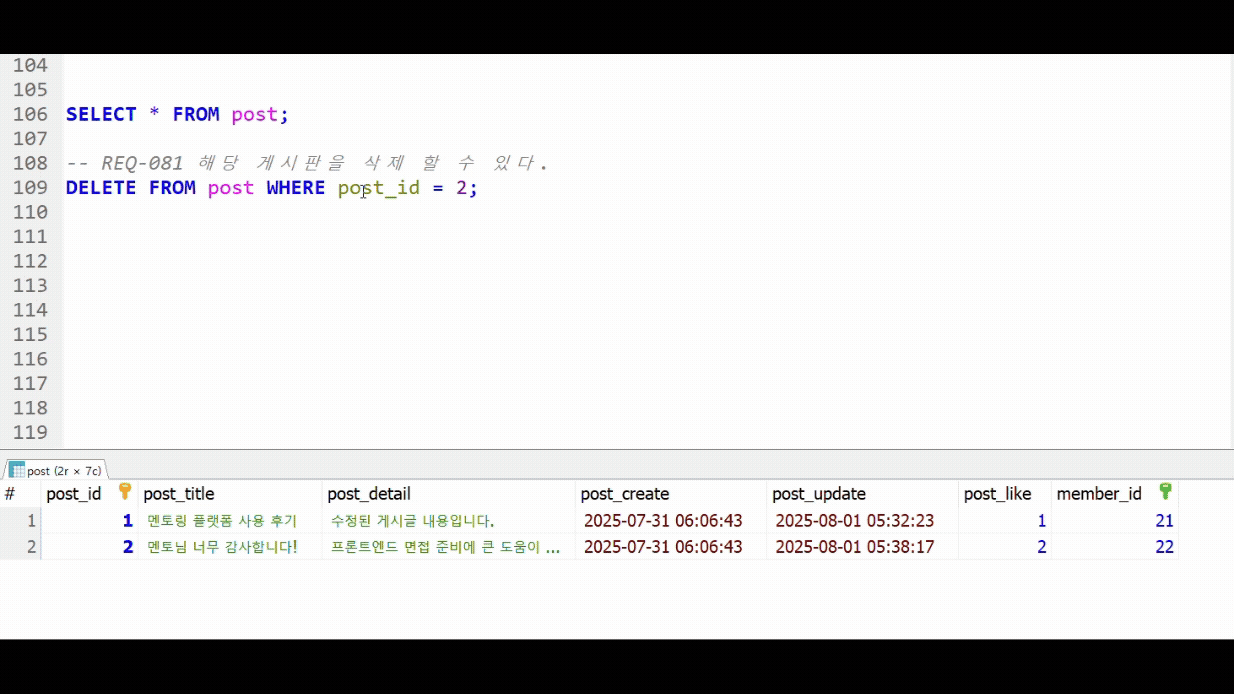 104
105
106 SELECT * FROM post;
107
108 -- REQ-081 해당 게시판을 삭제 할 수 있다.
109 DELETE FROM post WHERE post_id = 2;
110
111
112
113
114
115
116
117
118
119
post (2r × 7c)
# post_id post_title post_detail post_create post_update post_like member_id
1 1 멘토링 플랫폼 사용 후기 수정된 게시글 내용입니다. 2025-07-31 06:06:43 2025-08-01 05:32:23 1 21
2 2 멘토님 너무 감사합니다! 프론트엔드 면접 준비에 큰 도움이 ... 2025-07-31 06:06:43 2025-08-01 05:38:17 2 22